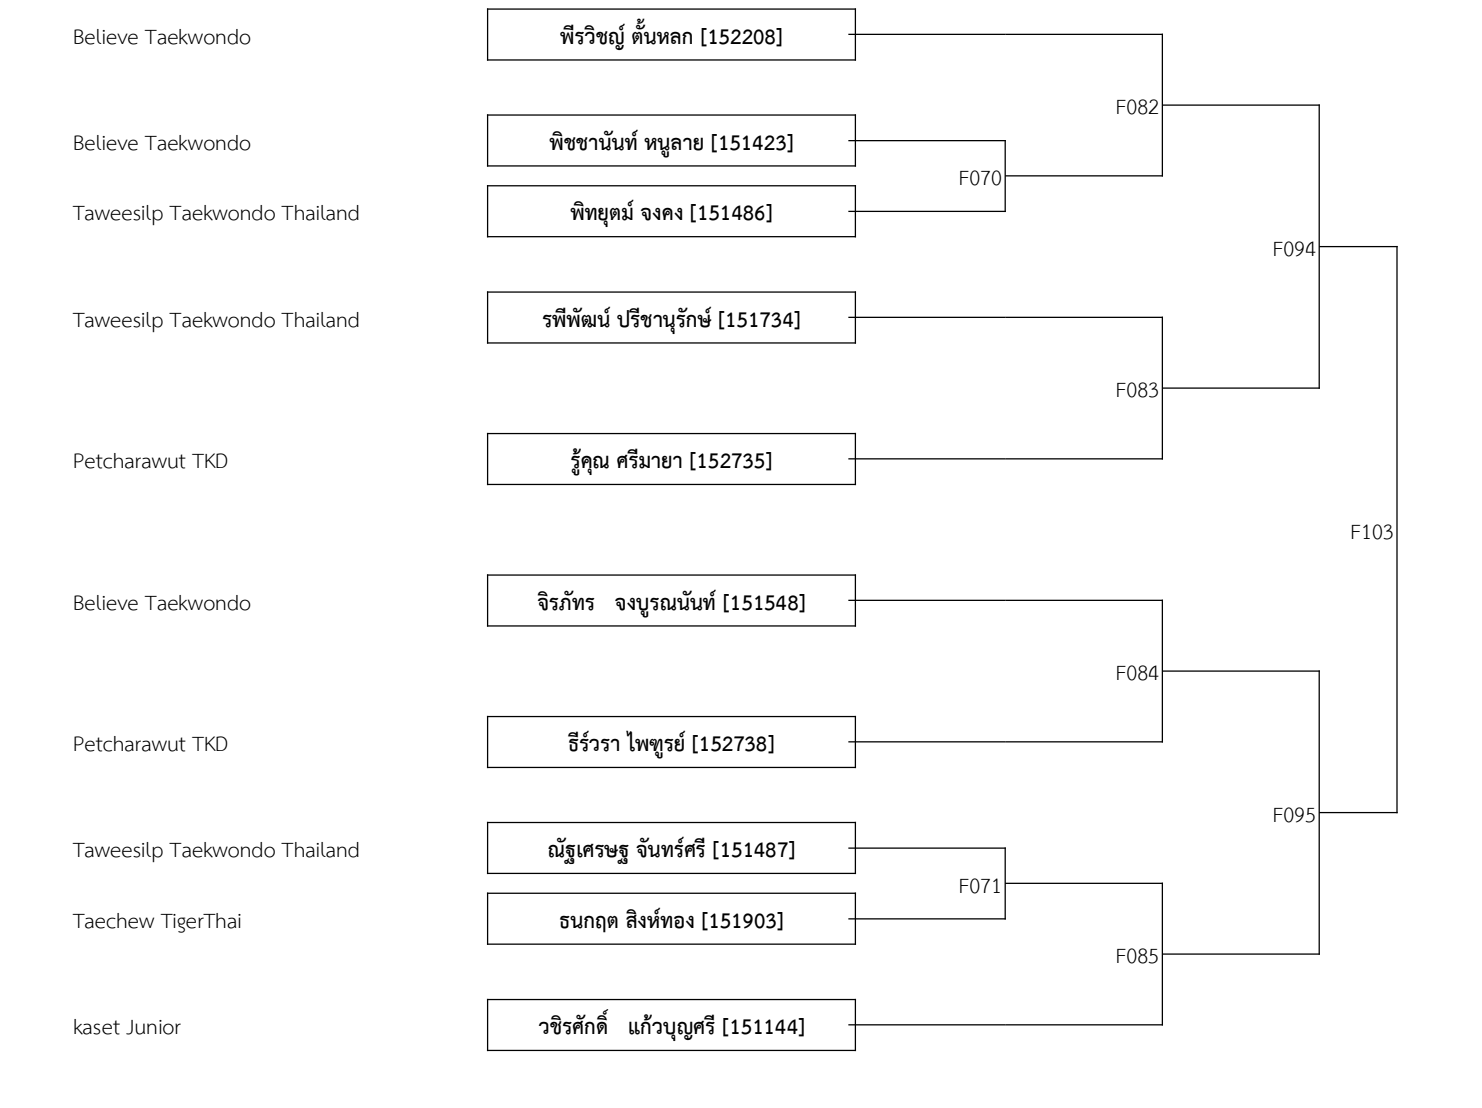 Believe Taekwondo พีรวิชญ์ ตั้นหลก [152208]
F082
Believe Taekwondo พิชชานันท์ หนูลาย [151423]
F070
Taweesilp Taekwondo Thailand พิทยุตม์ จงคง [151486]
F094
Taweesilp Taekwondo Thailand รพีพัฒน์ ปรีชานุรักษ์ [151734]
F083
Petcharawut TKD รู้คุณ ศรีมายา [152735]
F103
Believe Taekwondo จิรภัทร จงบูรณนันท์ [151548]
F084
Petcharawut TKD ธีร์วรา ไพฑูรย์ [152738]
F095
Taweesilp Taekwondo Thailand ณัฐเศรษฐ จันทร์ศรี [151487]
F071
Taechew TigerThai ธนกฤต สิงห์ทอง [151903]
F085
kaset Junior วชิรศักดิ์ แก้วบุญศรี [151144]